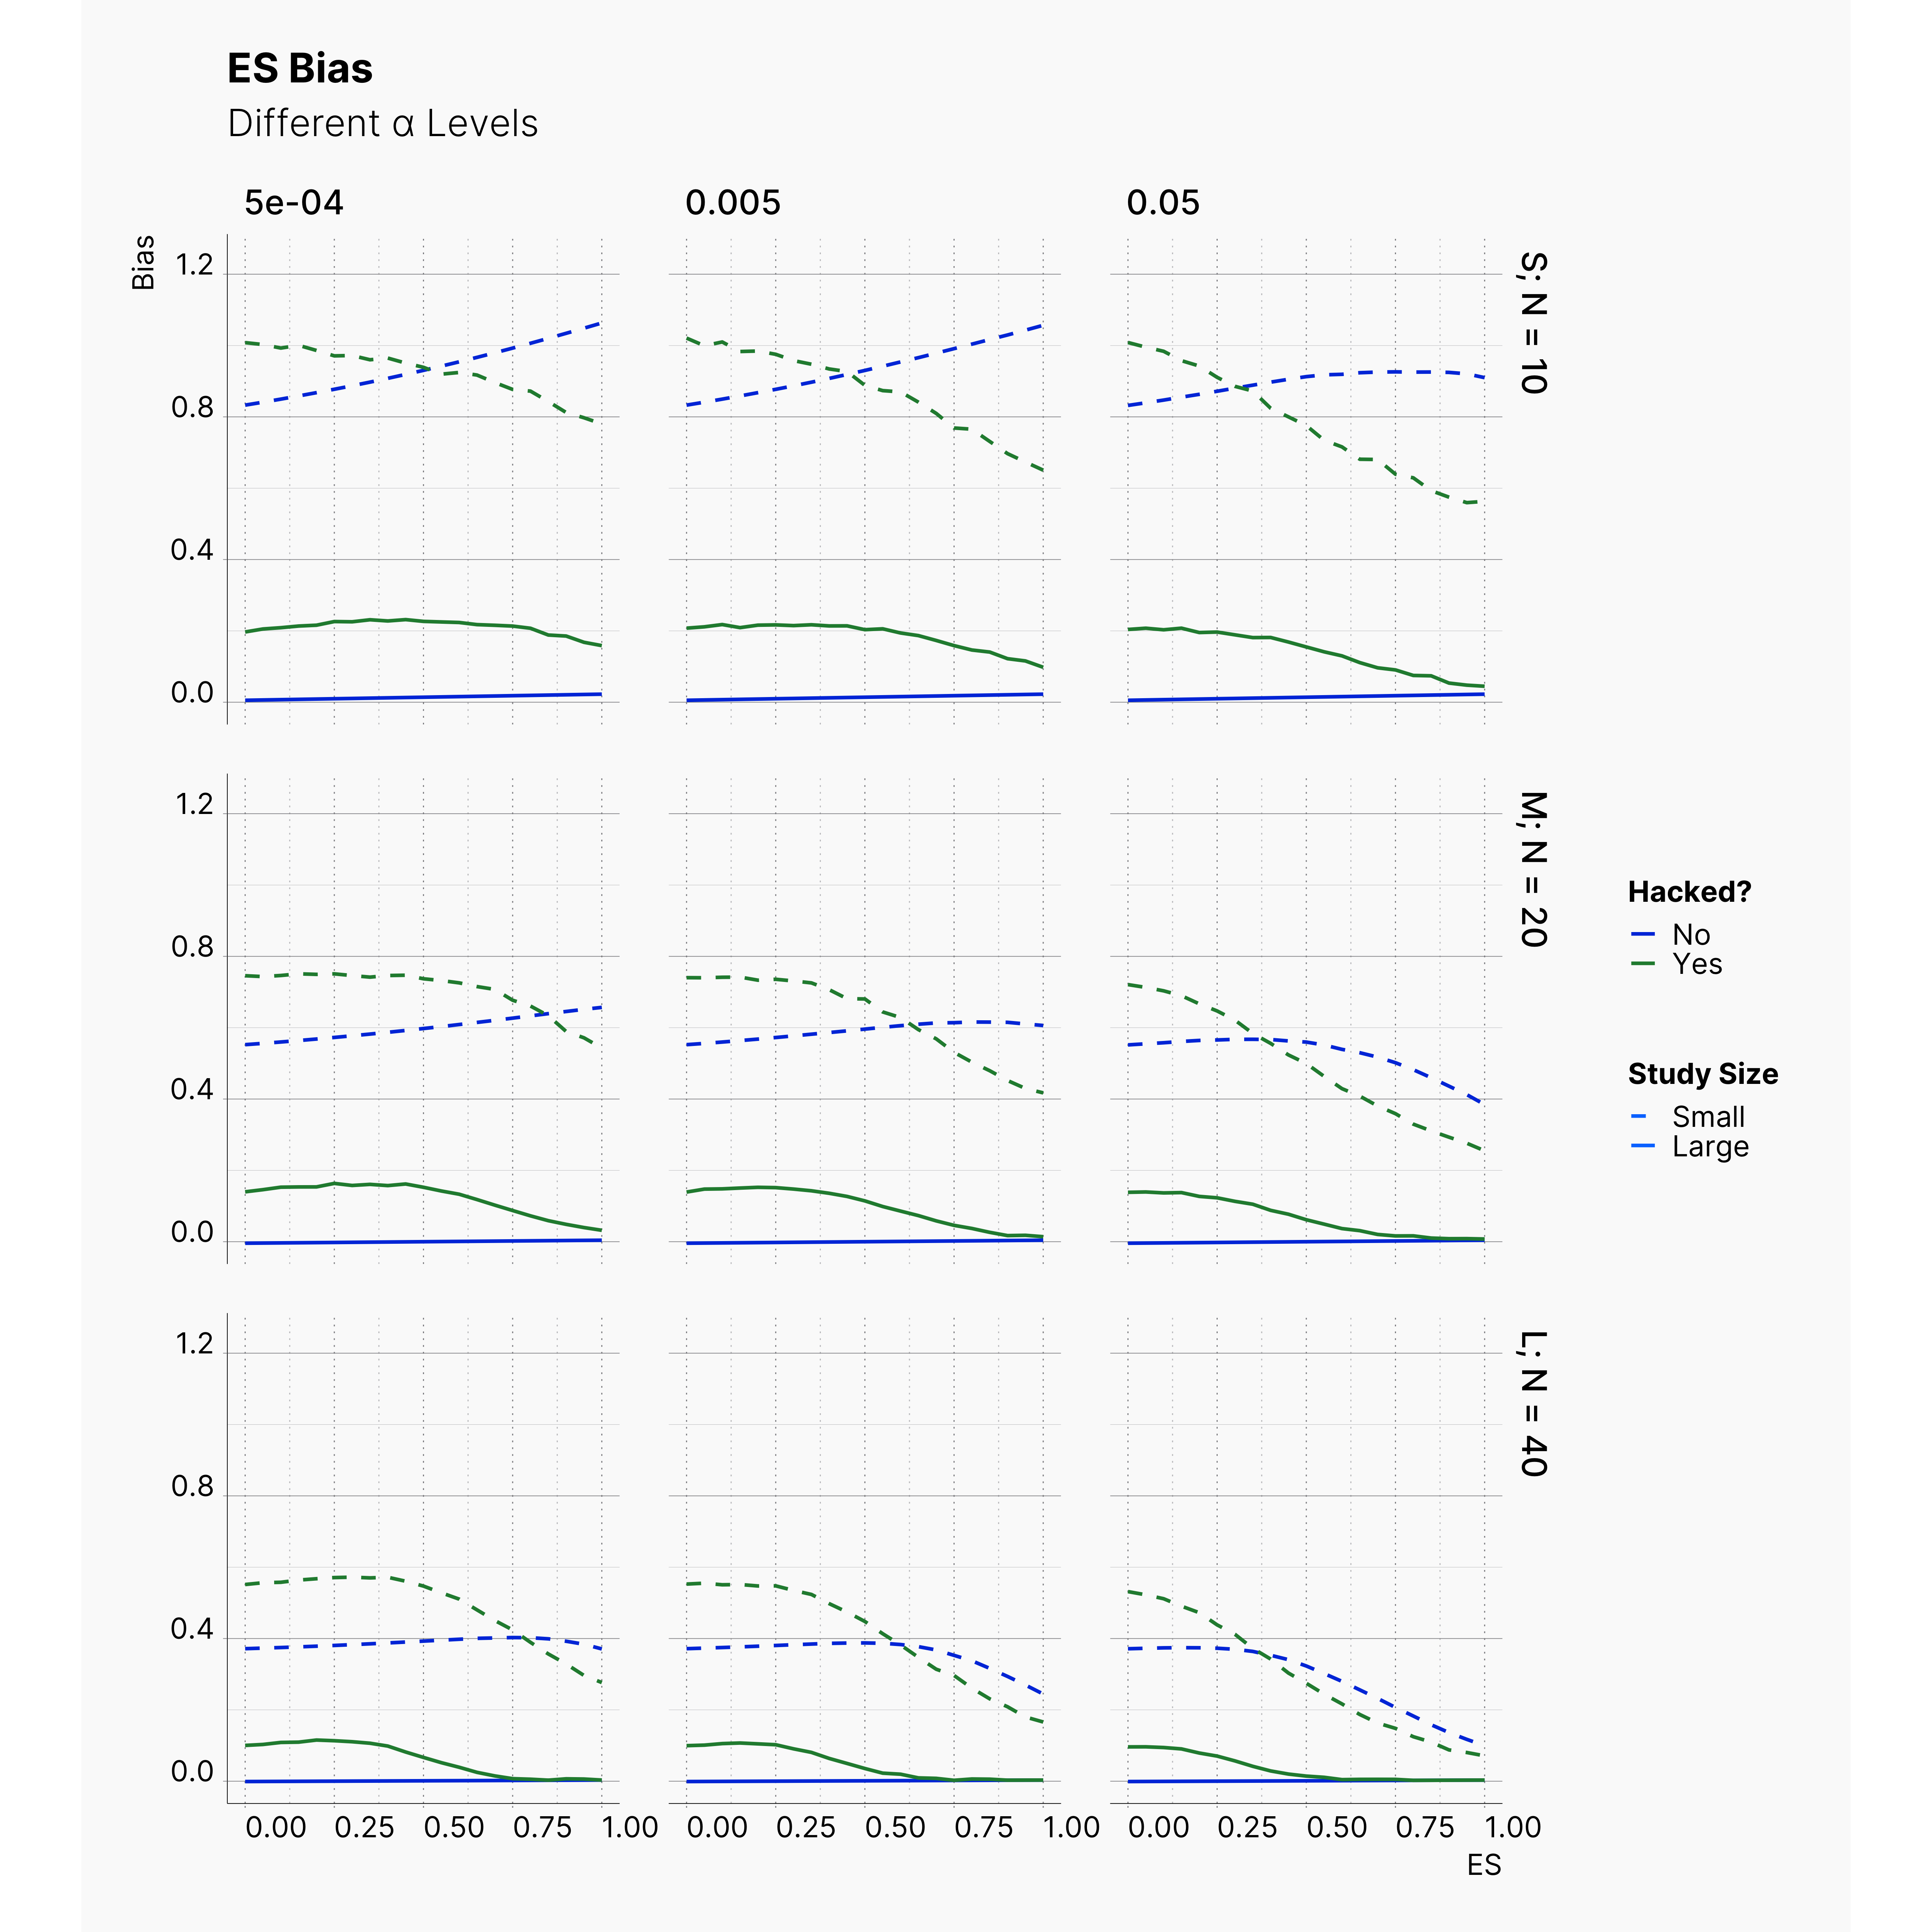 ES Bias
Different α Levels
5e-04 0.005 0.05
Bias
1.2
0.8
0.4
0.0
S; N = 10
1.2
0.8
0.4
0.0
M; N = 20
Hacked?
No
Yes
Study Size
Small
Large
1.2
0.8
0.4
0.0
L; N = 40
0.00 0.25 0.50 0.75 1.00 0.00 0.25 0.50 0.75 1.00 0.00 0.25 0.50 0.75 1.00
ES